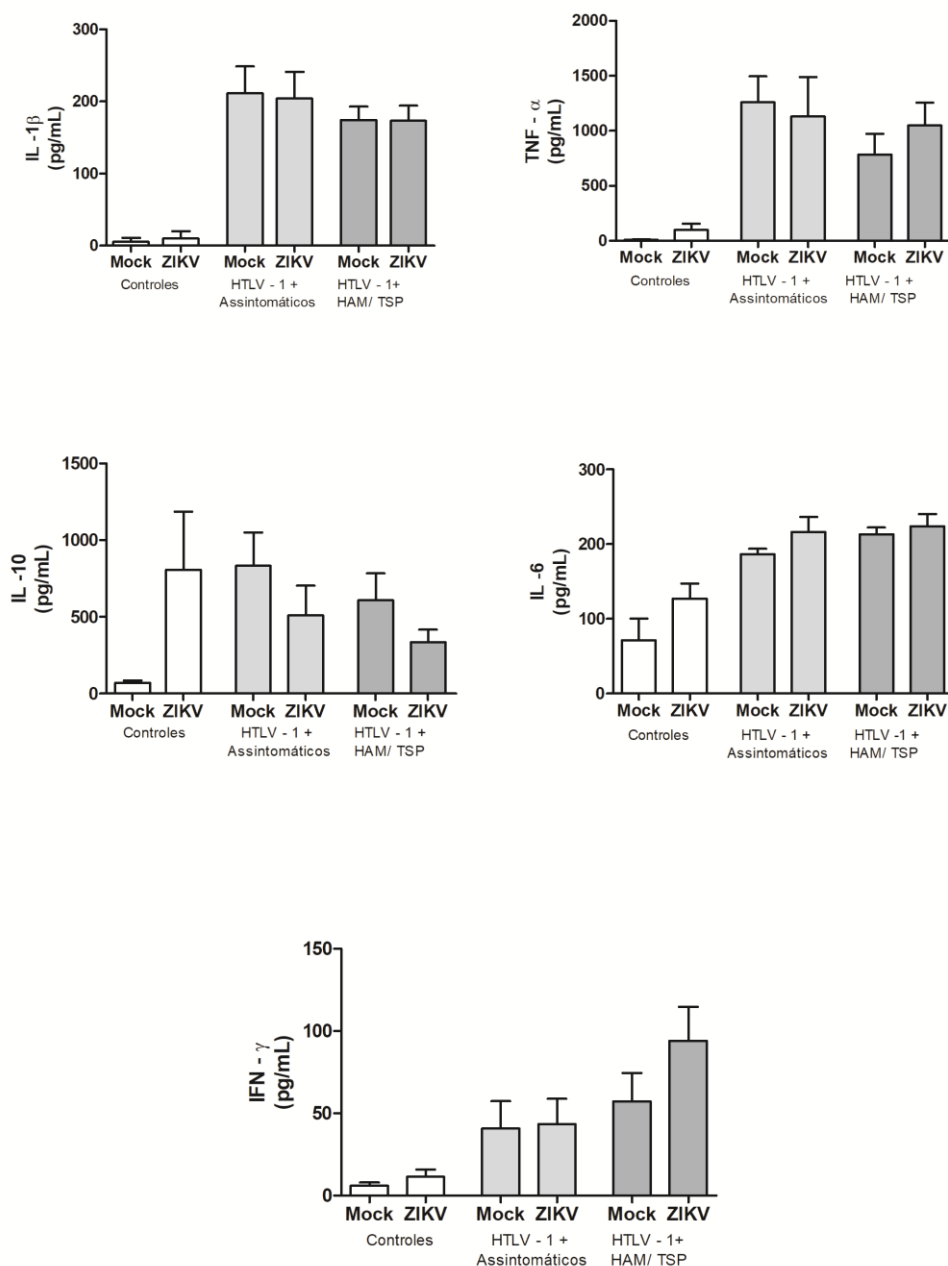 IL -1β
(pg/mL)
300
200
100
0
Mock ZIKV Mock ZIKV Mock ZIKV
Controles HTLV - 1 + HTLV - 1+
Assintomáticos HAM/ TSP
TNF - α
(pg/mL)
2000
1500
1000
500
0
Mock ZIKV Mock ZIKV Mock ZIKV
Controles HTLV - 1 + HTLV - 1 +
Assintomáticos HAM/ TSP
IL -10
(pg/mL)
1500
1000
500
0
Mock ZIKV Mock ZIKV Mock ZIKV
Controles HTLV - 1 + HTLV - 1 +
Assintomáticos HAM/ TSP
IL -6
(pg/mL)
300
200
100
0
Mock ZIKV Mock ZIKV Mock ZIKV
Controles HTLV - 1 + HTLV -1 +
Assintomáticos HAM/ TSP
IFN - γ
(pg/mL)
150
100
50
0
Mock ZIKV Mock ZIKV Mock ZIKV
Controles HTLV - 1 + HTLV - 1+
Assintomáticos HAM/ TSP